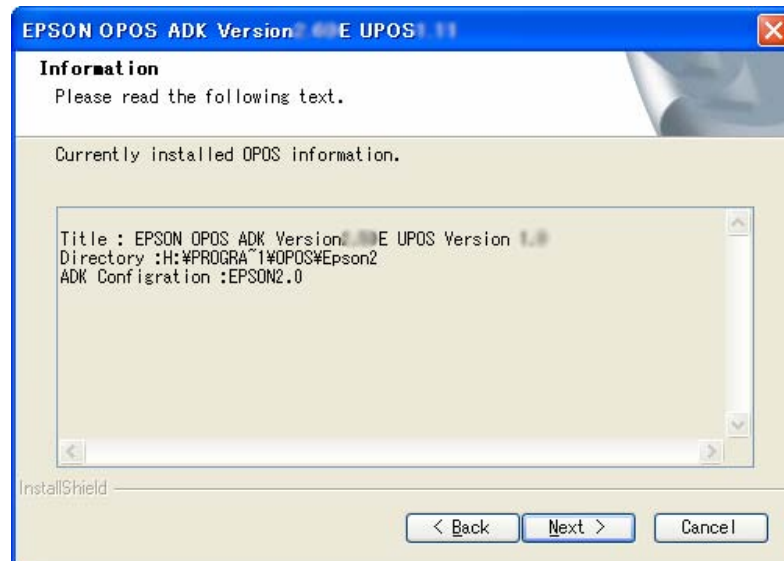 EPSON OPOS ADK Version E UPOS
Information
Please read the following text.
Currently installed OPOS information.
Title : EPSON OPOS ADK Version E UPOS Version
Directory :H:¥PROGRA~1¥OPOS¥Epson2
ADK Configration :EPSON2.0
InstallShield
< Back
Next >
Cancel